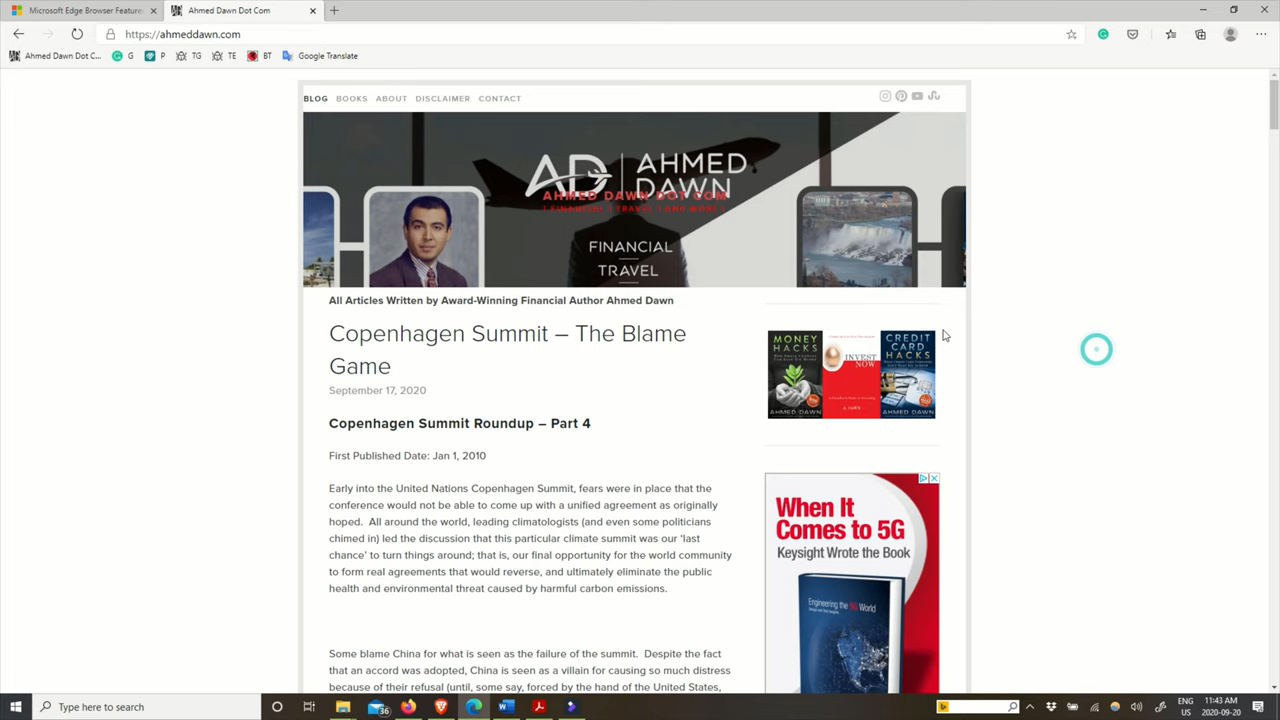 Microsoft Edge Browser Feature
Ahmed Dawn Dot Com
https://ahmeddawn.com
Ahmed Dawn Dot C...
G
P
TG
TE
BT
Google Translate
BLOG BOOKS ABOUT DISCLAIMER CONTACT
AD AHMED DAWN
AHMED DAWN DOT COM
FINANCIAL
TRAVEL
All Articles Written by Award-Winning Financial Author Ahmed Dawn
Copenhagen Summit – The Blame
Game
September 17, 2020
Copenhagen Summit Roundup – Part 4
First Published Date: Jan 1, 2010
Early into the United Nations Copenhagen Summit, fears were in place that the
conference would not be able to come up with a unified agreement as originally
hoped. All around the world, leading climatologists (and even some politicians
chimed in) led the discussion that this particular climate summit was our ‘last
chance’ to turn things around; that is, our final opportunity for the world community
to form real agreements that would reverse, and ultimately eliminate the public
health and environmental threat caused by harmful carbon emissions.
Some blame China for what is seen as the failure of the summit. Despite the fact
that an accord was adopted, China is seen as a villain for causing so much distress
because of their refusal (until, some say, forced by the hand of the United States,
MONEY
HACKS
AHMED DAWN
INVEST
NOW
A. DAWN
CREDIT
CARD
HACKS
AHMED DAWN
When It
Comes to 5G
Keysight Wrote the Book
Engineering the 5G World
Type here to search
36
ENG
US
11:43 AM
2020-09-20